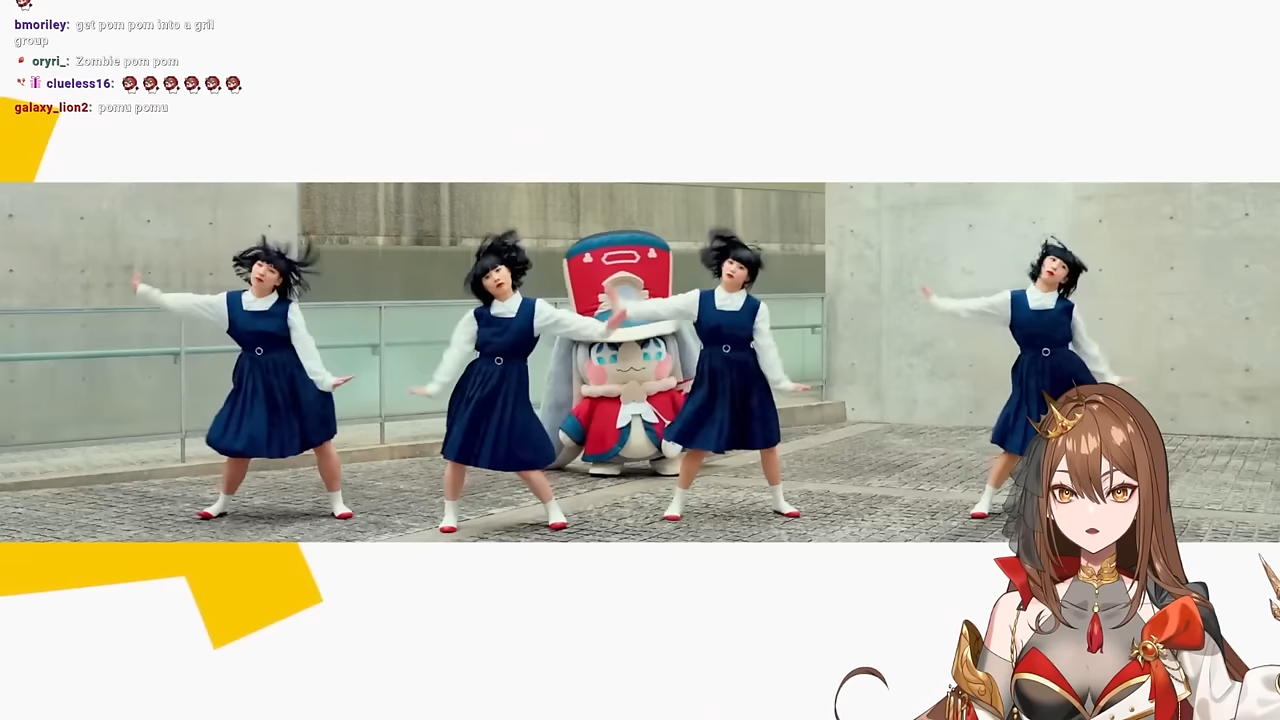 bmoriley: get pom pom into a gril
group
oryri_: Zombie pom pom
clueless16:
galaxy_lion2: pomu pomu